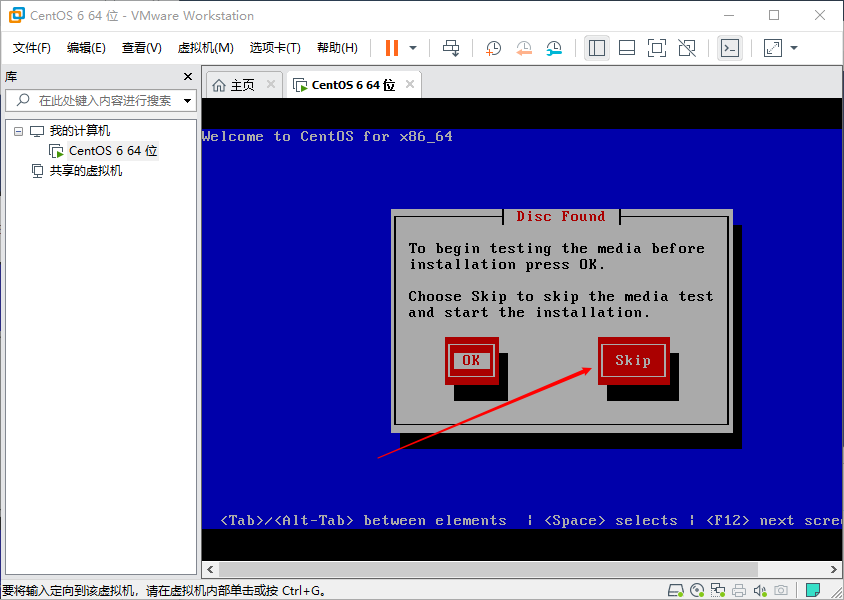 CentOS 6 64 位 - VMware Workstation
文件(F) 编辑(E) 查看(V) 虚拟机(M) 选项卡(T) 帮助(H)
库
在此处键入内容进行搜索
我的计算机
CentOS 6 64 位
共享的虚拟机
主页
CentOS 6 64 位
Welcome to CentOS for x86_64
Disc Found
To begin testing the media before
installation press OK.
Choose Skip to skip the media test
and start the installation.
OK Skip
<Tab>/<Alt-Tab> between elements | <Space> selects | <F12> next scre
要将输入定向到该虚拟机，请在虚拟机内部单击或按 Ctrl+G。